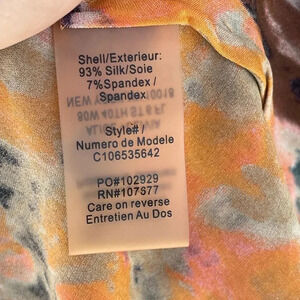 Shell/Exterieur:
93% Silk/Soie
7%Spandex/
Spandex
Style#/
Numero de Modele
C106535642
PO#102929
RN#107677
Care on reverse
Entretien Au Dos